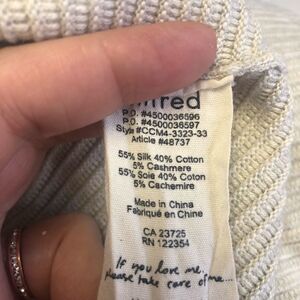 P.O. #4500036596
P.O. #4500036597
Style #CCM4-3323-33
Article #48737
55% Silk 40% Cotton
5% Cashmere
55% Soie 40% Coton
5% Cachemire
Made in China
Fabriqué en Chine
CA 23725
RN 122354
If you love me,
please take care of me...